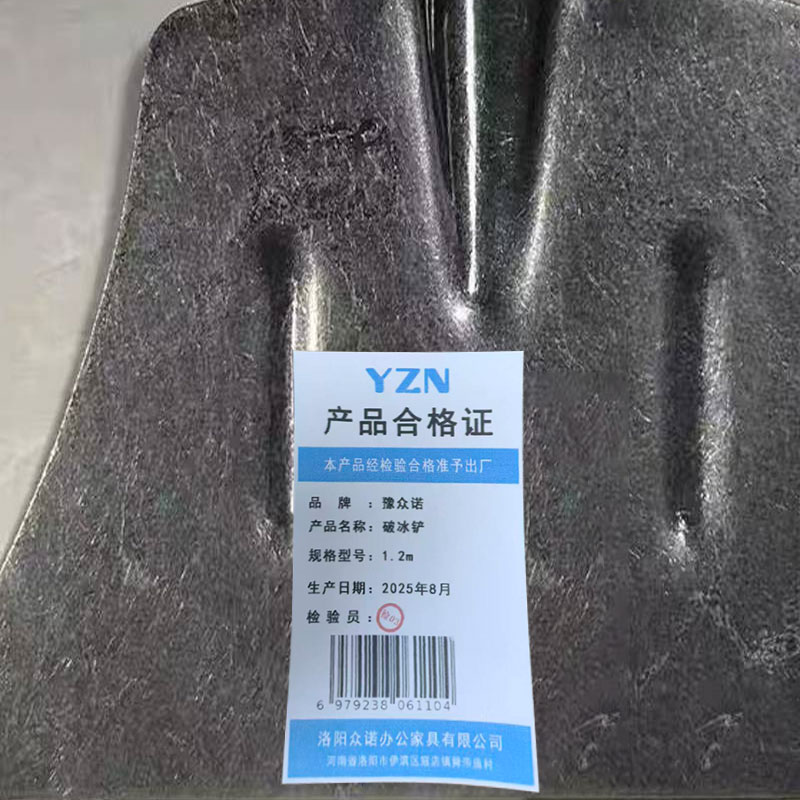 YZN
产品合格证
本产品经检验合格准予出厂
品 牌 ：豫众诺
产品名称：破冰铲
规格型号：1.2m
生产日期：2025年8月
检 验 员 ：
6 979238 061104
洛阳众诺办公家具有限公司